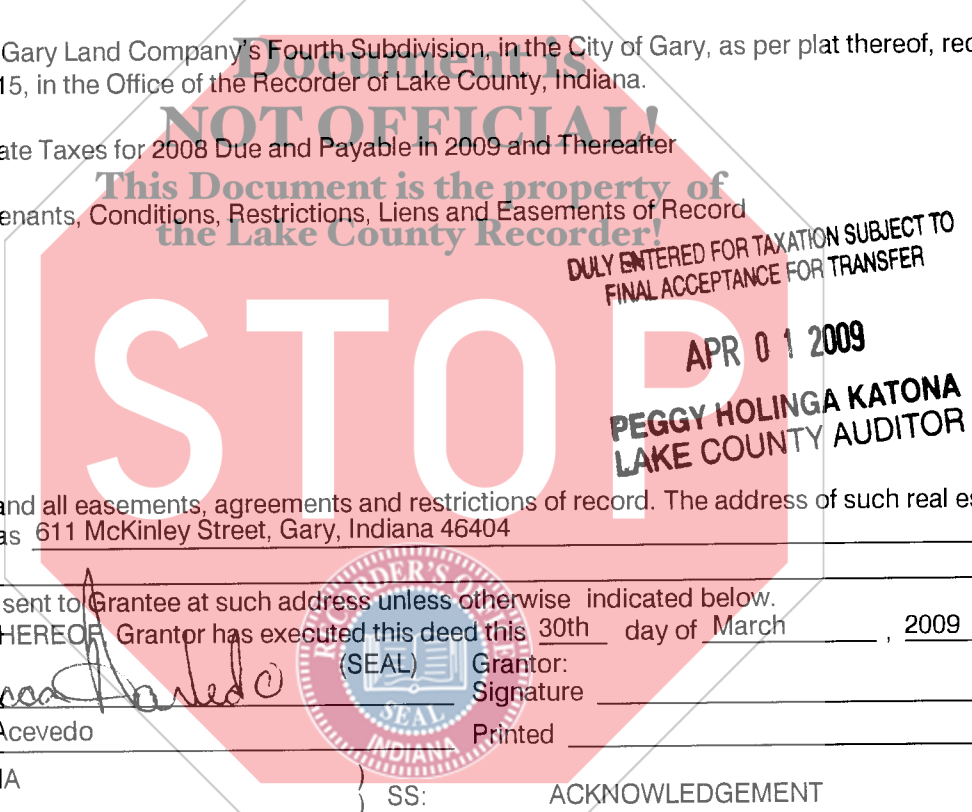 Gary Land Company's Fourth Subdivision, in the City of Gary, as per plat thereof, rec
Document is
15, in the Office of the Recorder of Lake County, Indiana.
NOT OFFICIAL!
ate Taxes for 2008 Due and Payable in 2009 and Thereafter
This Document is the property of
enants, Conditions, Restrictions, Liens and Easements of Record
the Lake County Recorder!
DULY ENTERED FOR TAXATION SUBJECT TO
FINAL ACCEPTANCE FOR TRANSFER
STOP
APR 01 2009
PEGGY HOLINGA KATONA
LAKE COUNTY AUDITOR
and all easements, agreements and restrictions of record. The address of such real es
as 611 McKinley Street, Gary, Indiana 46404
sent to Grantee at such address unless otherwise indicated below.
HEREOF, Grantor has executed this deed this 30th day of March , 2009
RECORDER'S OFFICE
(SEAL) Grantor:
Signature
SEAL
Acevedo Printed
INDIANA
IA
SS: ACKNOWLEDGEMENT